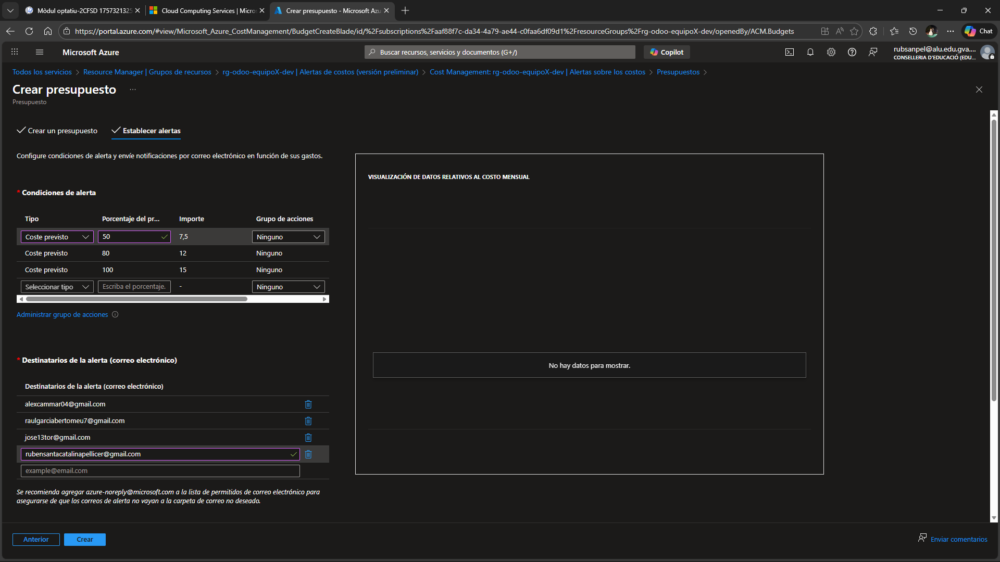 Mòdul optatiu-2CFSD 1757321325
Cloud Computing Services | Micros
Crear presupuesto - Microsoft Azu
https://portal.azure.com/#view/Microsoft_Azure_CostManagement/BudgetCreateBlade/id/%2Fsubscriptions%2Faaf88f7c-da34-4a79-ae44-c0faa6df09d1%2FresourceGroups%2Frg-odoo-equipoX-dev/openedBy/ACM.Budgets
Chat
Microsoft Azure
Buscar recursos, servicios y documentos (G+/)
Copilot
rubsanpel@alu.edu.gva....
CONSELLERIA D'EDUCACIÓ (EDU...
Todos los servicios > Resource Manager | Grupos de recursos > rg-odoo-equipoX-dev | Alertas de costos (versión preliminar) > Cost Management: rg-odoo-equipoX-dev | Alertas sobre los costos > Presupuestos >
Crear presupuesto ...
Presupuesto
Crear un presupuesto
Establecer alertas
Configure condiciones de alerta y envíe notificaciones por correo electrónico en función de sus gastos.
* Condiciones de alerta
Tipo Porcentaje del pr... Importe Grupo de acciones
Coste previsto 50 7,5 Ninguno
Coste previsto 80 12 Ninguno
Coste previsto 100 15 Ninguno
Seleccionar tipo Escriba el porcentaje. - Ninguno
Administrar grupo de acciones
* Destinatarios de la alerta (correo electrónico)
Destinatarios de la alerta (correo electrónico)
alexcammar04@gmail.com
raulgarciabertomeu7@gmail.com
jose13tor@gmail.com
rubensantacatalinapellicer@gmail.com
example@email.com
Se recomienda agregar azure-noreply@microsoft.com a la lista de permitidos de correo electrónico para
asegurarse de que los correos de alerta no vayan a la carpeta de correo no deseado.
VISUALIZACIÓN DE DATOS RELATIVOS AL COSTO MENSUAL
No hay datos para mostrar.
Anterior
Crear
Enviar comentarios